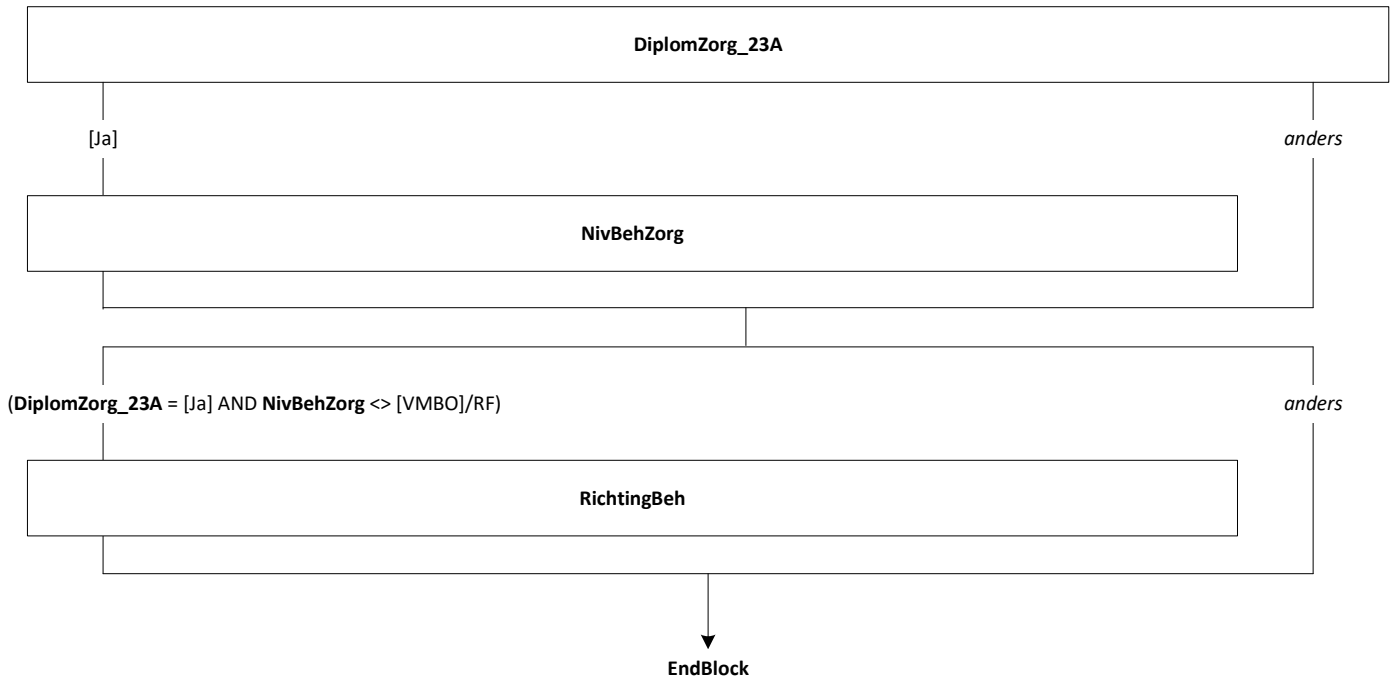 DiplomZorg_23A
[Ja]
anders
NivBehZorg
(DiplomZorg_23A = [Ja] AND NivBehZorg <> [VMBO]/RF)
anders
RichtingBeh
EndBlock